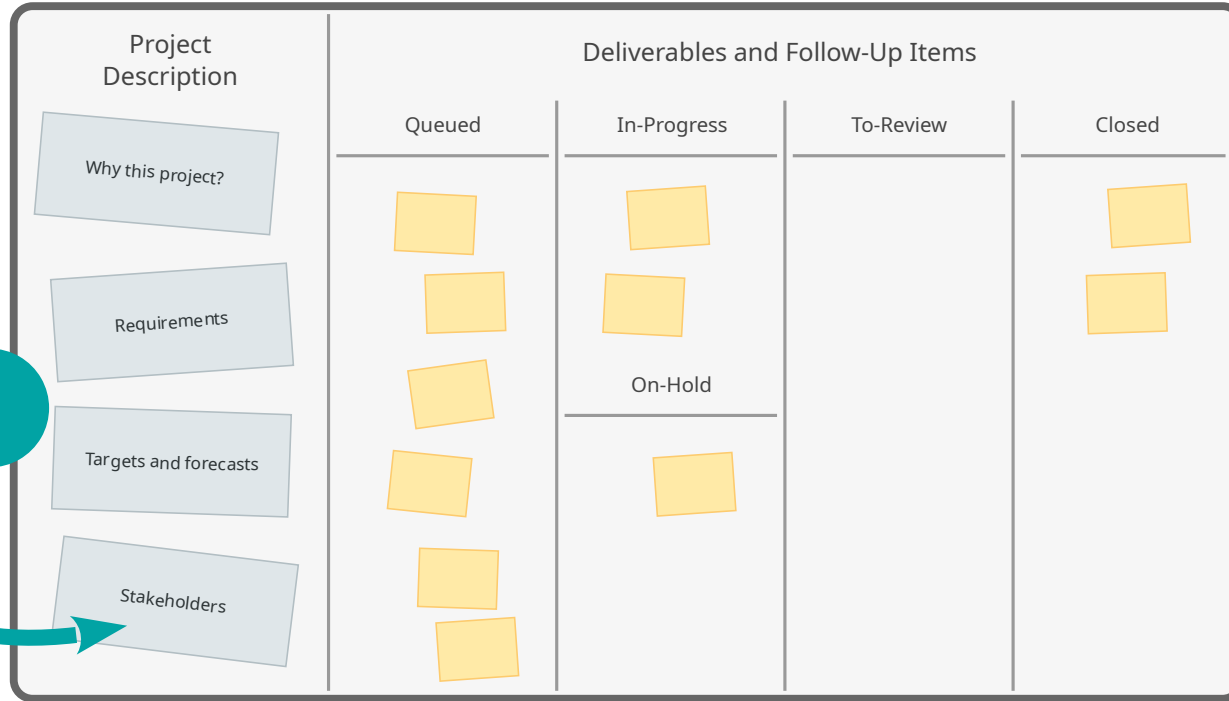 Project
Description
Why this project?
Requirements
Targets and forecasts
Stakeholders
Deliverables and Follow-Up Items
Queued
In-Progress
On-Hold
To-Review
Closed